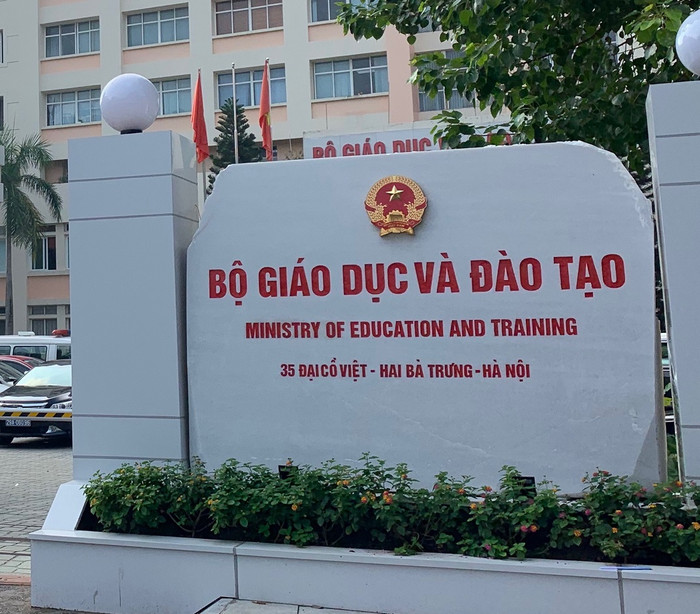 BỘ GIÁO DỤC
BỘ GIÁO DỤC VÀ ĐÀO TẠO
MINISTRY OF EDUCATION AND TRAINING
35 ĐẠI CỒ VIỆT - HAI BÀ TRƯNG - HÀ NỘI